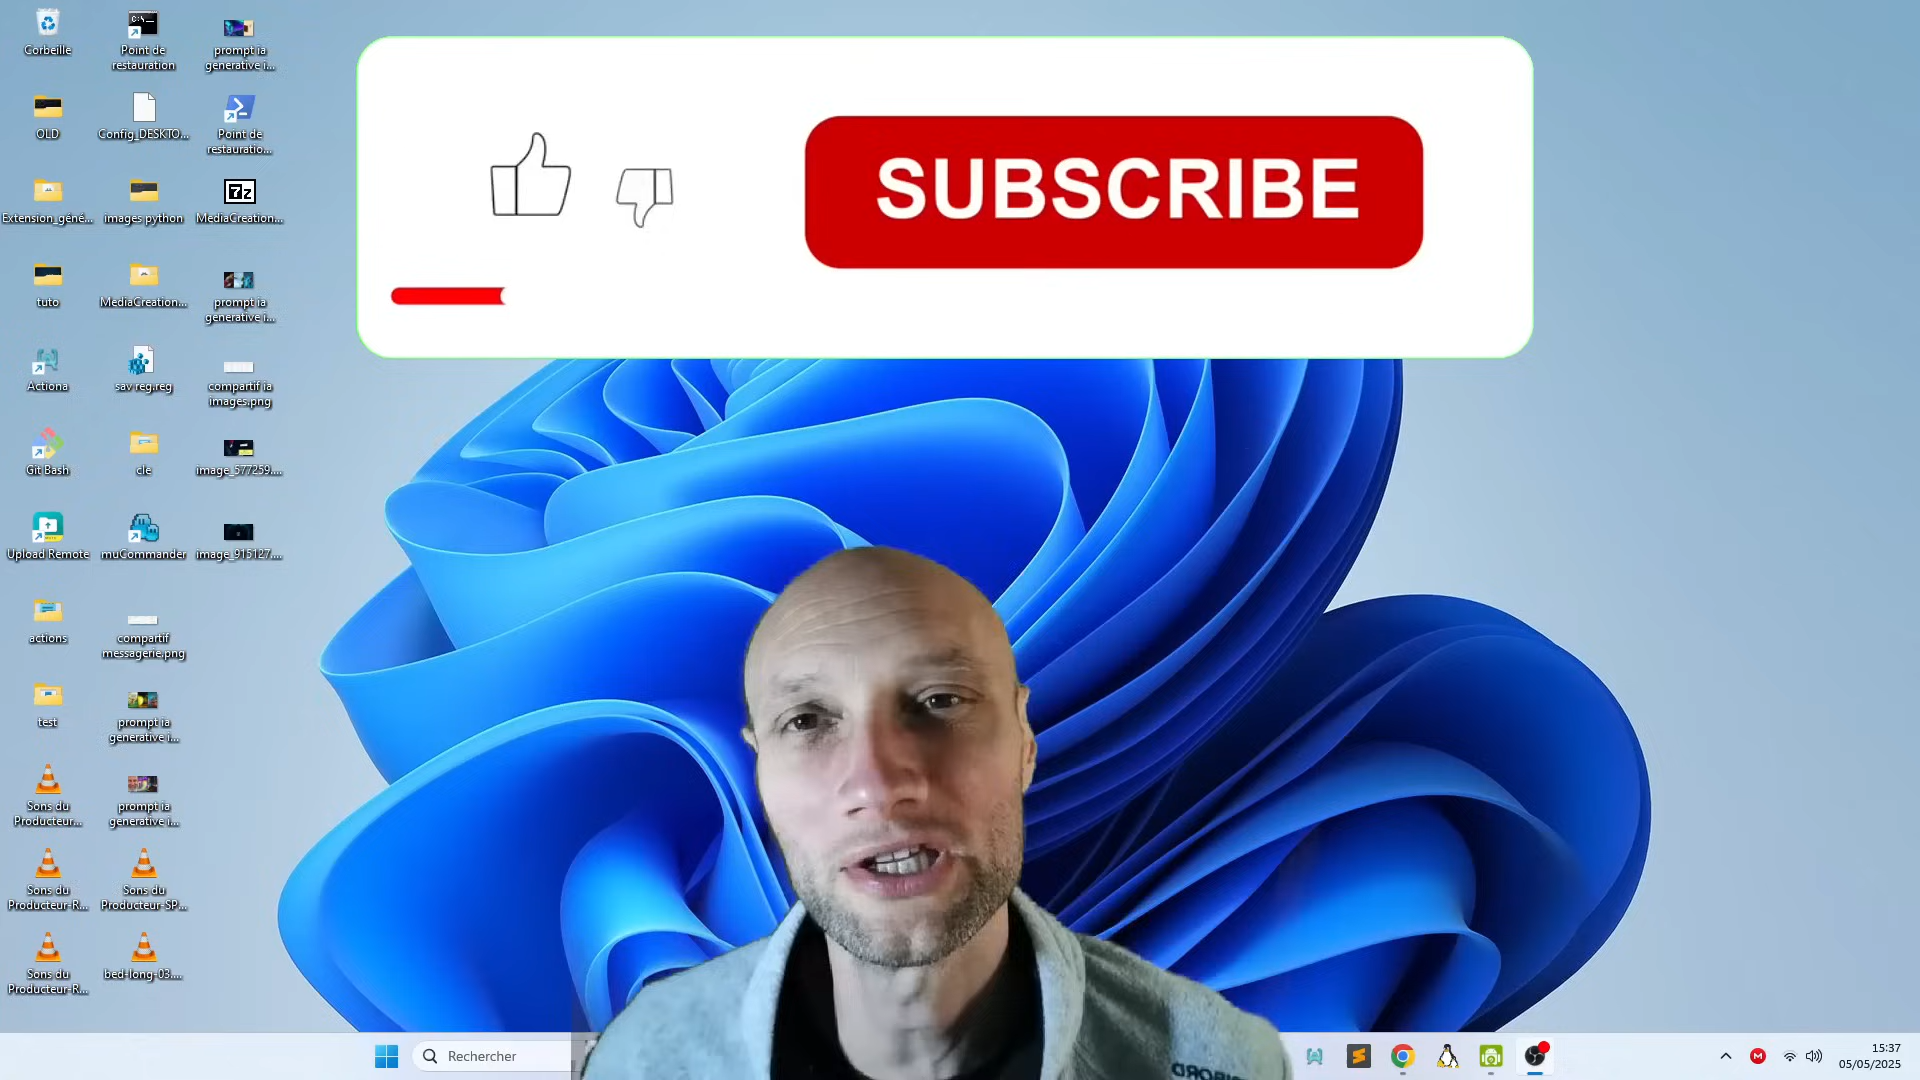 Corbeille
Point de
restauration
prompt ia
generative i...
OLD
Config_DESKTO...
Point de
restauratio...
Extension_géné...
images python
7z
MediaCreation...
tuto
MediaCreation...
prompt ia
generative i...
Actiona
sav reg.reg
compartif ia
images.png
Git Bash
cle
image_577259....
Upload Remote
muCommander
image_915127....
actions
compartif
messagerie.png
test
prompt ia
generative i...
Sons du
Producteur...
prompt ia
generative i...
Sons du
Producteur-R...
Sons du
Producteur-SP...
Sons du
Producteur-R...
bed-long-03....
SUBSCRIBE
Rechercher
15:37
05/05/2025